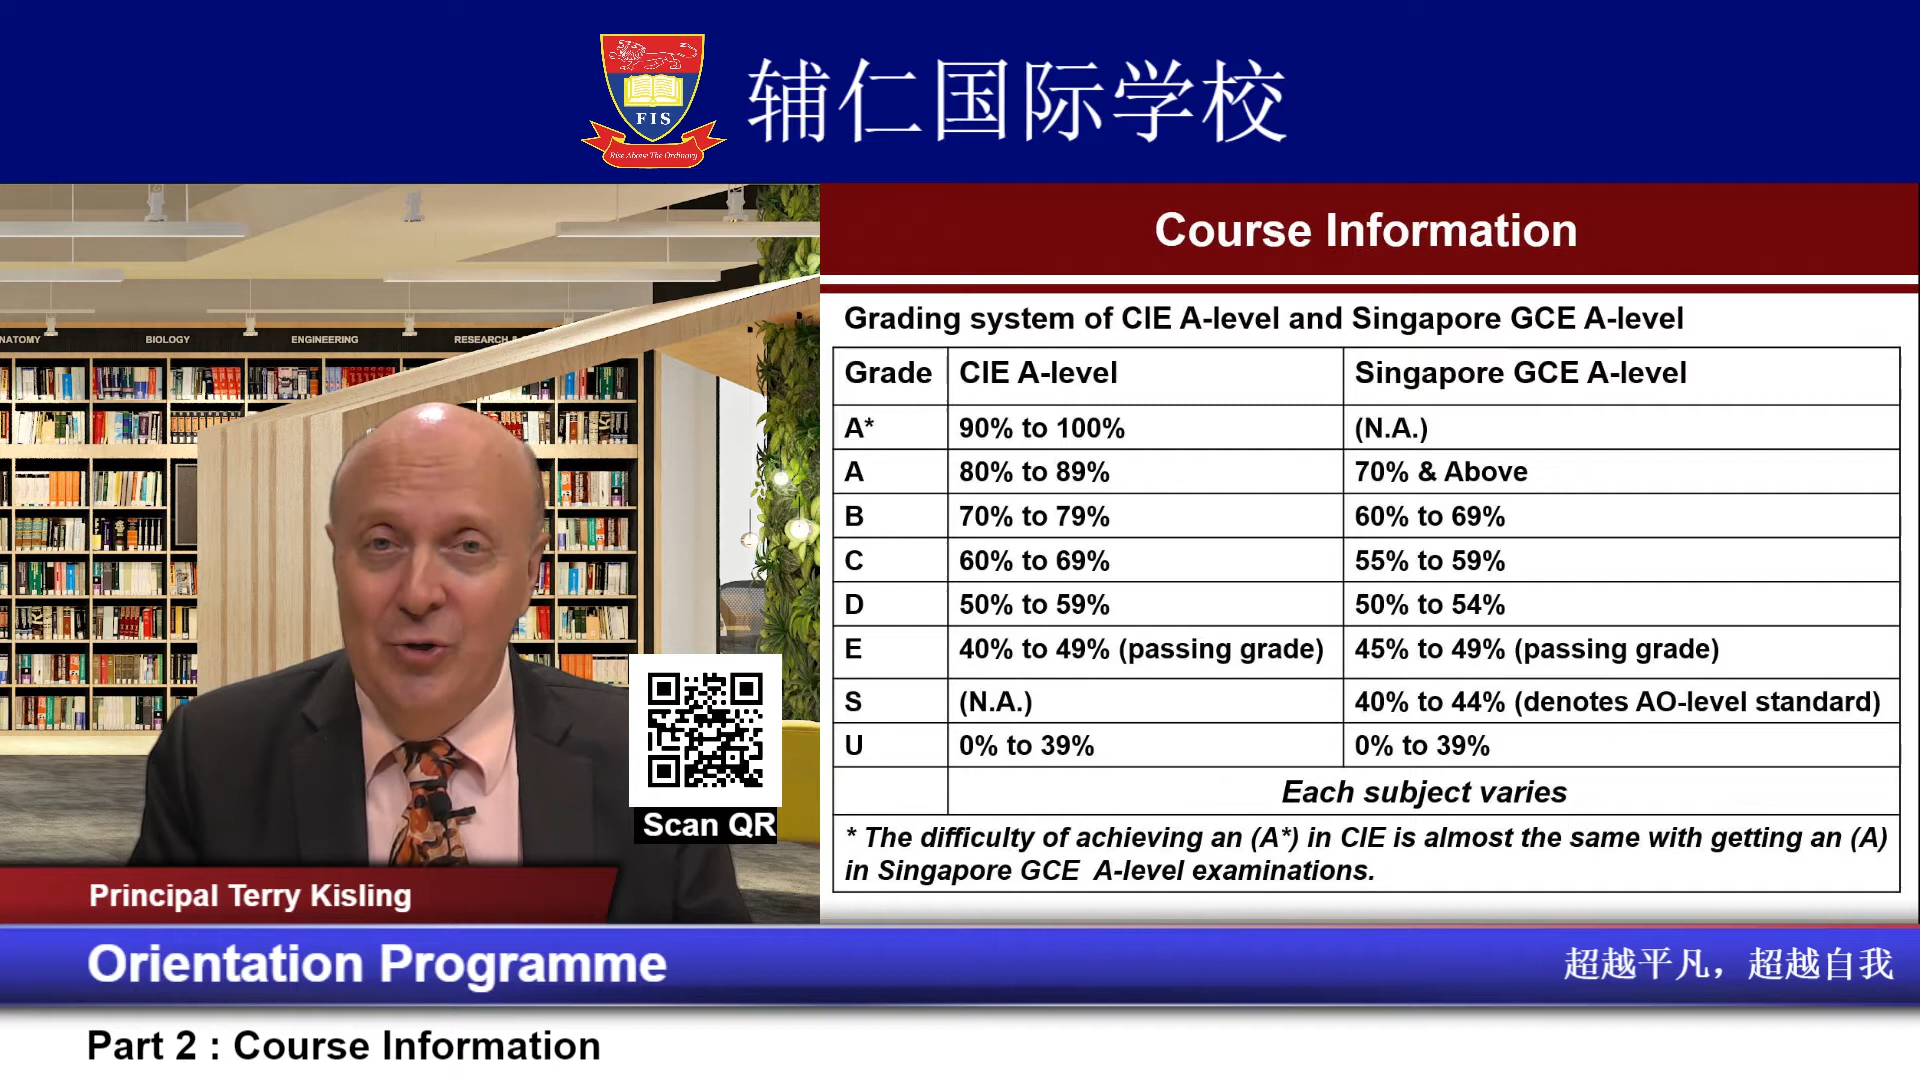 FIS
Rise Above The Ordinary
辅仁国际学校
NATOMY
BIOLOGY
ENGINEERING
RESEARCH &
Scan QR
Principal Terry Kisling
Course Information
Grading system of CIE A-level and Singapore GCE A-level
Grade CIE A-level Singapore GCE A-level
A* 90% to 100% (N.A.)
A 80% to 89% 70% & Above
B 70% to 79% 60% to 69%
C 60% to 69% 55% to 59%
D 50% to 59% 50% to 54%
E 40% to 49% (passing grade) 45% to 49% (passing grade)
S (N.A.) 40% to 44% (denotes AO-level standard)
U 0% to 39% 0% to 39%
Each subject varies
* The difficulty of achieving an (A*) in CIE is almost the same with getting an (A)
in Singapore GCE A-level examinations.
Orientation Programme
超越平凡，超越自我
Part 2 : Course Information